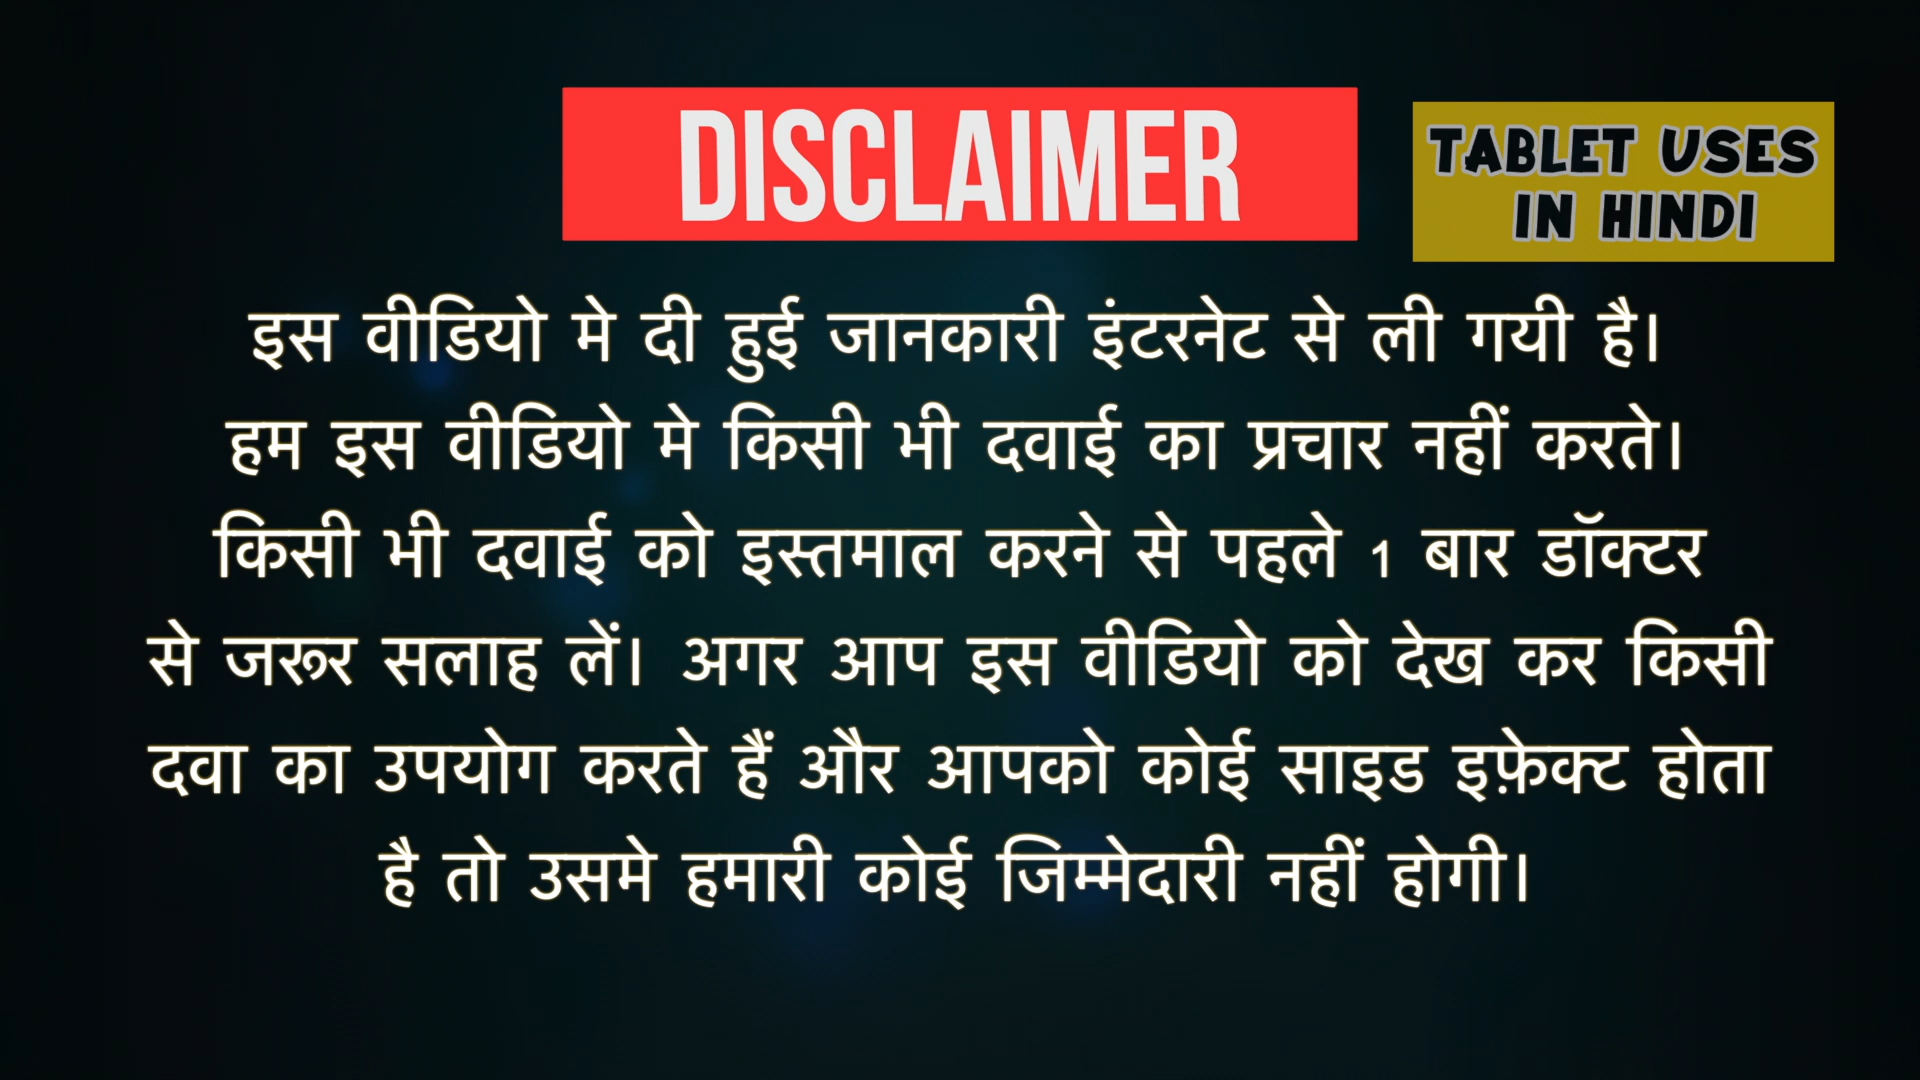 DISCLAIMER
TABLET USES
IN HINDI
इस वीडियो मे दी हुई जानकारी इंटरनेट से ली गयी है।
हम इस वीडियो मे किसी भी दवाई का प्रचार नहीं करते।
किसी भी दवाई को इस्तमाल करने से पहले 1 बार डॉक्टर
से जरूर सलाह लें। अगर आप इस वीडियो को देख कर किसी
दवा का उपयोग करते हैं और आपको कोई साइड इफ़ेक्ट होता
है तो उसमे हमारी कोई जिम्मेदारी नहीं होगी।